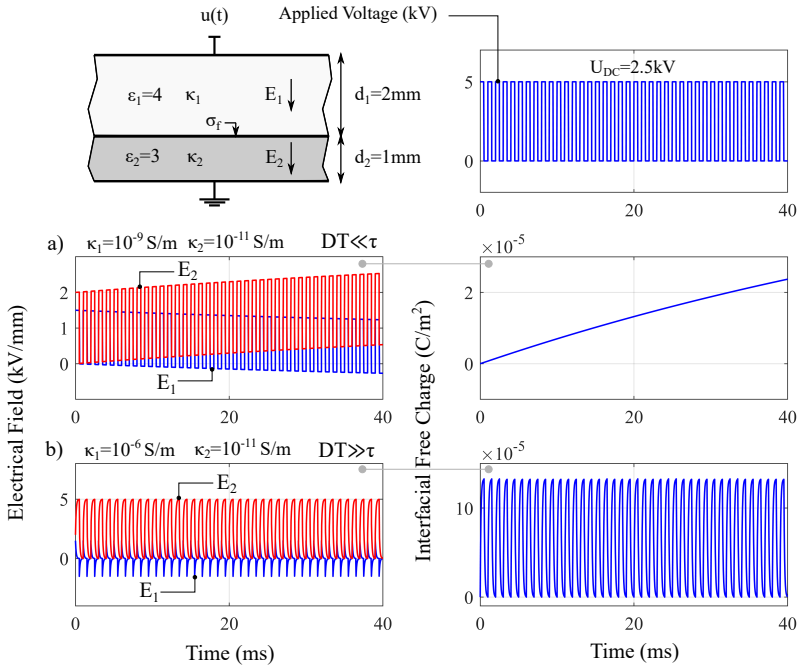 u(t)
Applied Voltage (kV)
ε₁=4 κ₁ E₁ d₁=2mm
σf
ε₂=3 κ₂ E₂ d₂=1mm
U_DC=2.5kV
5
0
0 20 40
a) κ₁=10⁻⁹ S/m κ₂=10⁻¹¹ S/m DT≪τ
E₂
E₁
2
1
0
0 20 40
×10⁻⁵
4
2
0
0 20 40
b) κ₁=10⁻⁶ S/m κ₂=10⁻¹¹ S/m DT≫τ
E₂
E₁
5
0
0 20 40
×10⁻⁵
10
0
0 20 40
Electrical Field (kV/mm)
Interfacial Free Charge (C/m²)
Time (ms)
Time (ms)